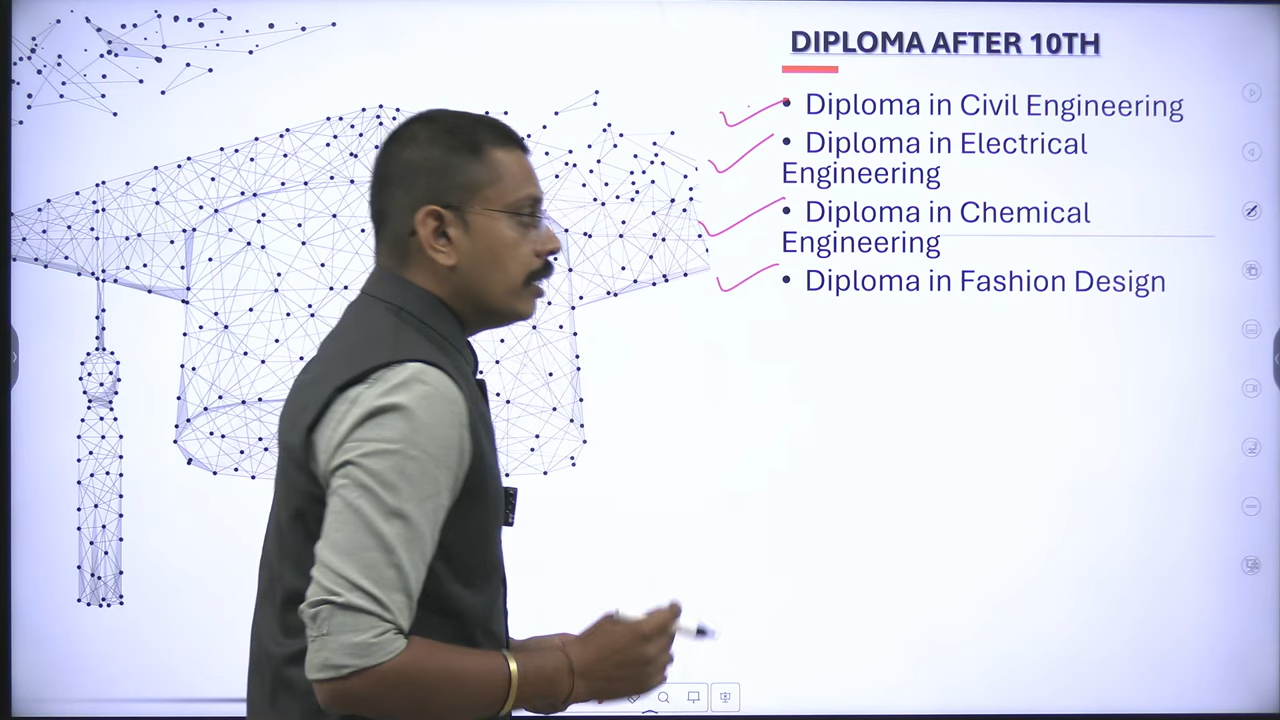 DIPLOMA AFTER 10TH
• Diploma in Civil Engineering
• Diploma in Electrical
Engineering
• Diploma in Chemical
Engineering
• Diploma in Fashion Design